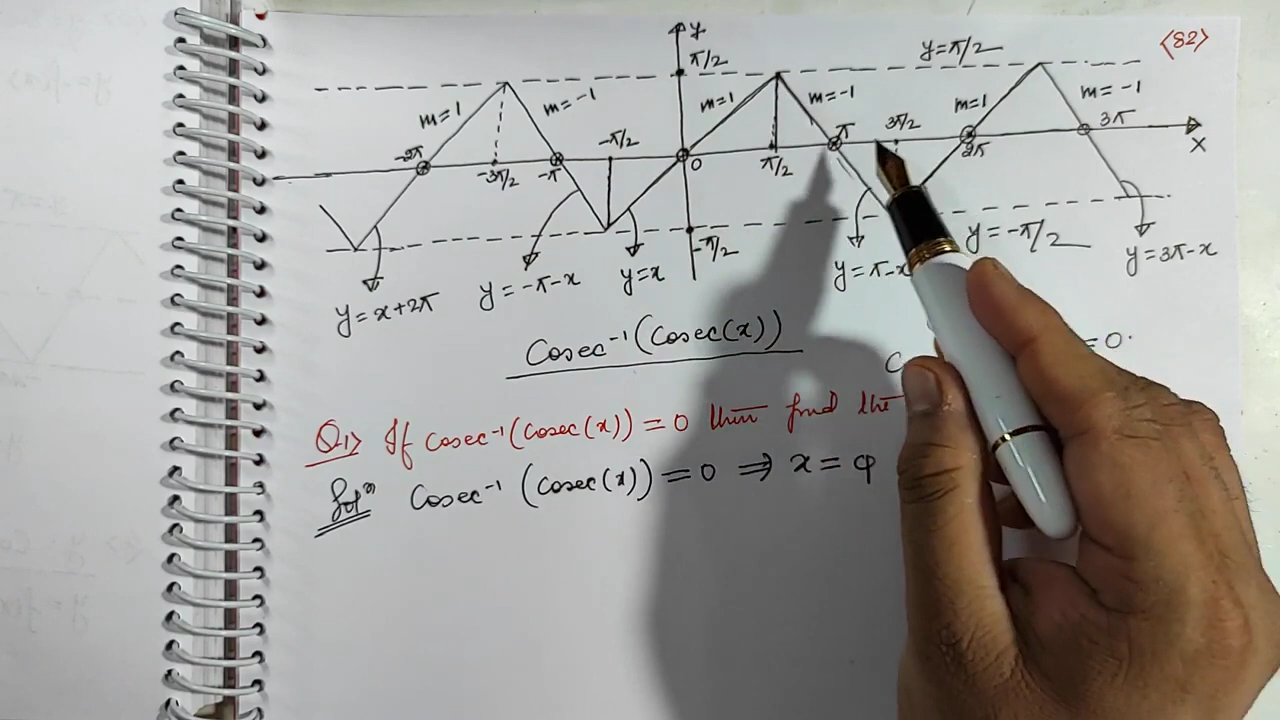 <82>
y
π/2
y=π/2
m=1
m=-1
m=1
m=-1
m=1
m=-1
-2π
-3π/2
-π
-π/2
0
π/2
π
3π/2
2π
3π
X
-π/2
y=-π/2
y=x+2π
y=-π-x
y=x
y=π-x
y=3π-x
Cosec⁻¹(Cosec(x))
C =0.
Q1> If cosec⁻¹(cosec(x))=0 then find the
Solⁿ Cosec⁻¹(cosec(x))=0 ⇒ x=φ